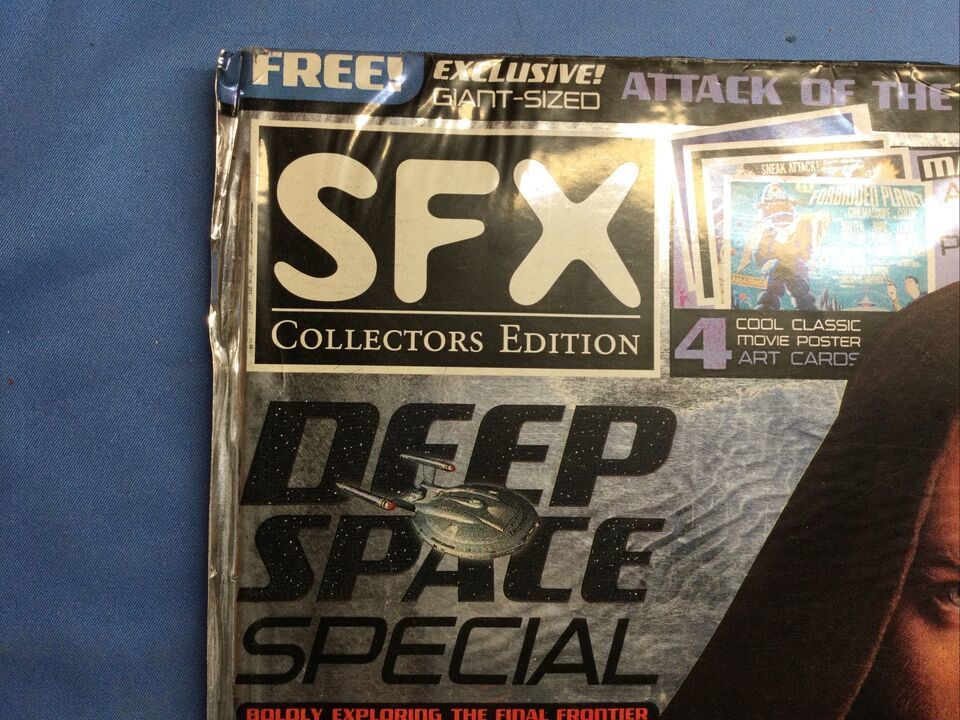 FREE!
EXCLUSIVE!
GIANT-SIZED
ATTACK OF THE
SFX
COLLECTORS EDITION
SNEAK ATTACK!
FORBIDDEN PLANET
CINEMASCOPE
4 COOL CLASSIC
MOVIE POSTER
ART CARDS
DEEP
SPACE
SPECIAL
BOLDLY EXPLORING THE FINAL FRONTIER